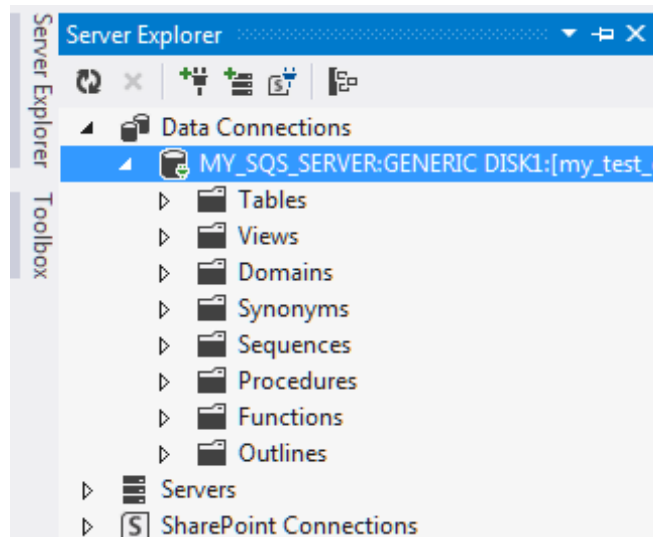 Server Explorer
Toolbox
Server Explorer
Data Connections
MY_SQS_SERVER:GENERIC DISK1:[my_test_
Tables
Views
Domains
Synonyms
Sequences
Procedures
Functions
Outlines
Servers
SharePoint Connections